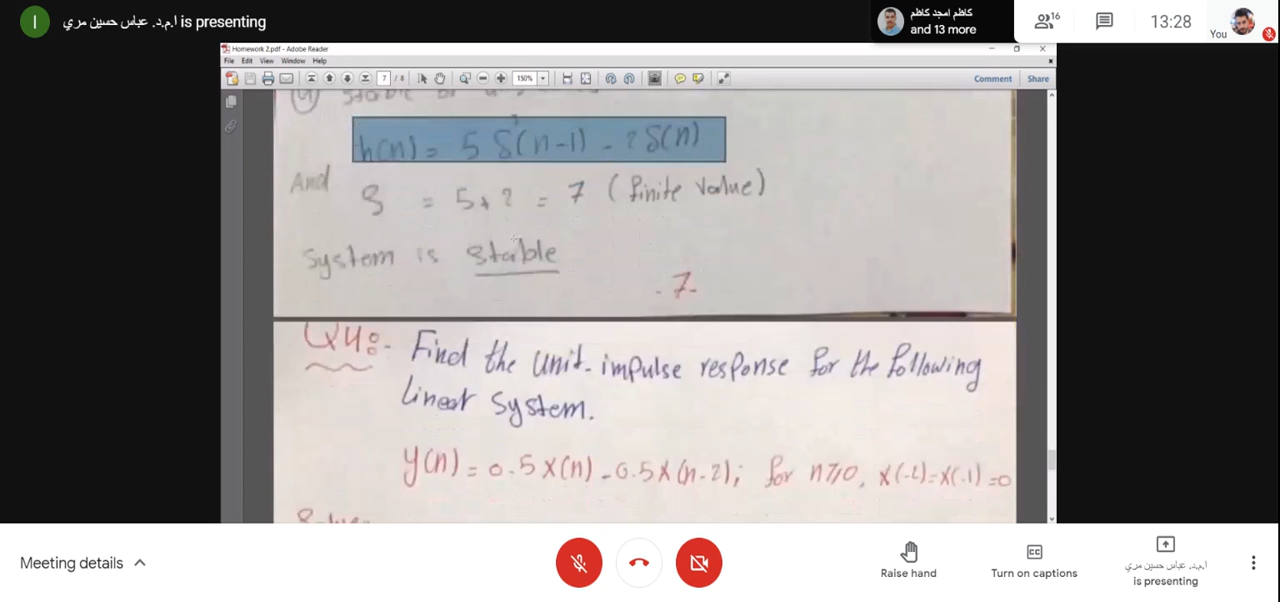 I
ا.م.د. عباس حسين مري is presenting
كاظم امجد كاظم
and 13 more
16
13:28
You
Homework 2.pdf - Adobe Reader
File Edit View Window Help
7 / 8
150%
Comment
Share
h(n) = 5 δ(n-1) - 2 δ(n)
And
S = 5+2 = 7 (finite value)
System is stable
-7-
Q4:- Find the unit-impulse response for the following
linear system.
y(n) = 0.5 x(n) - 0.5 x(n-2); for n≥0, x(-2)=x(-1)=0
Meeting details
Raise hand
Turn on captions
ا.م.د. عباس حسين مري
is presenting